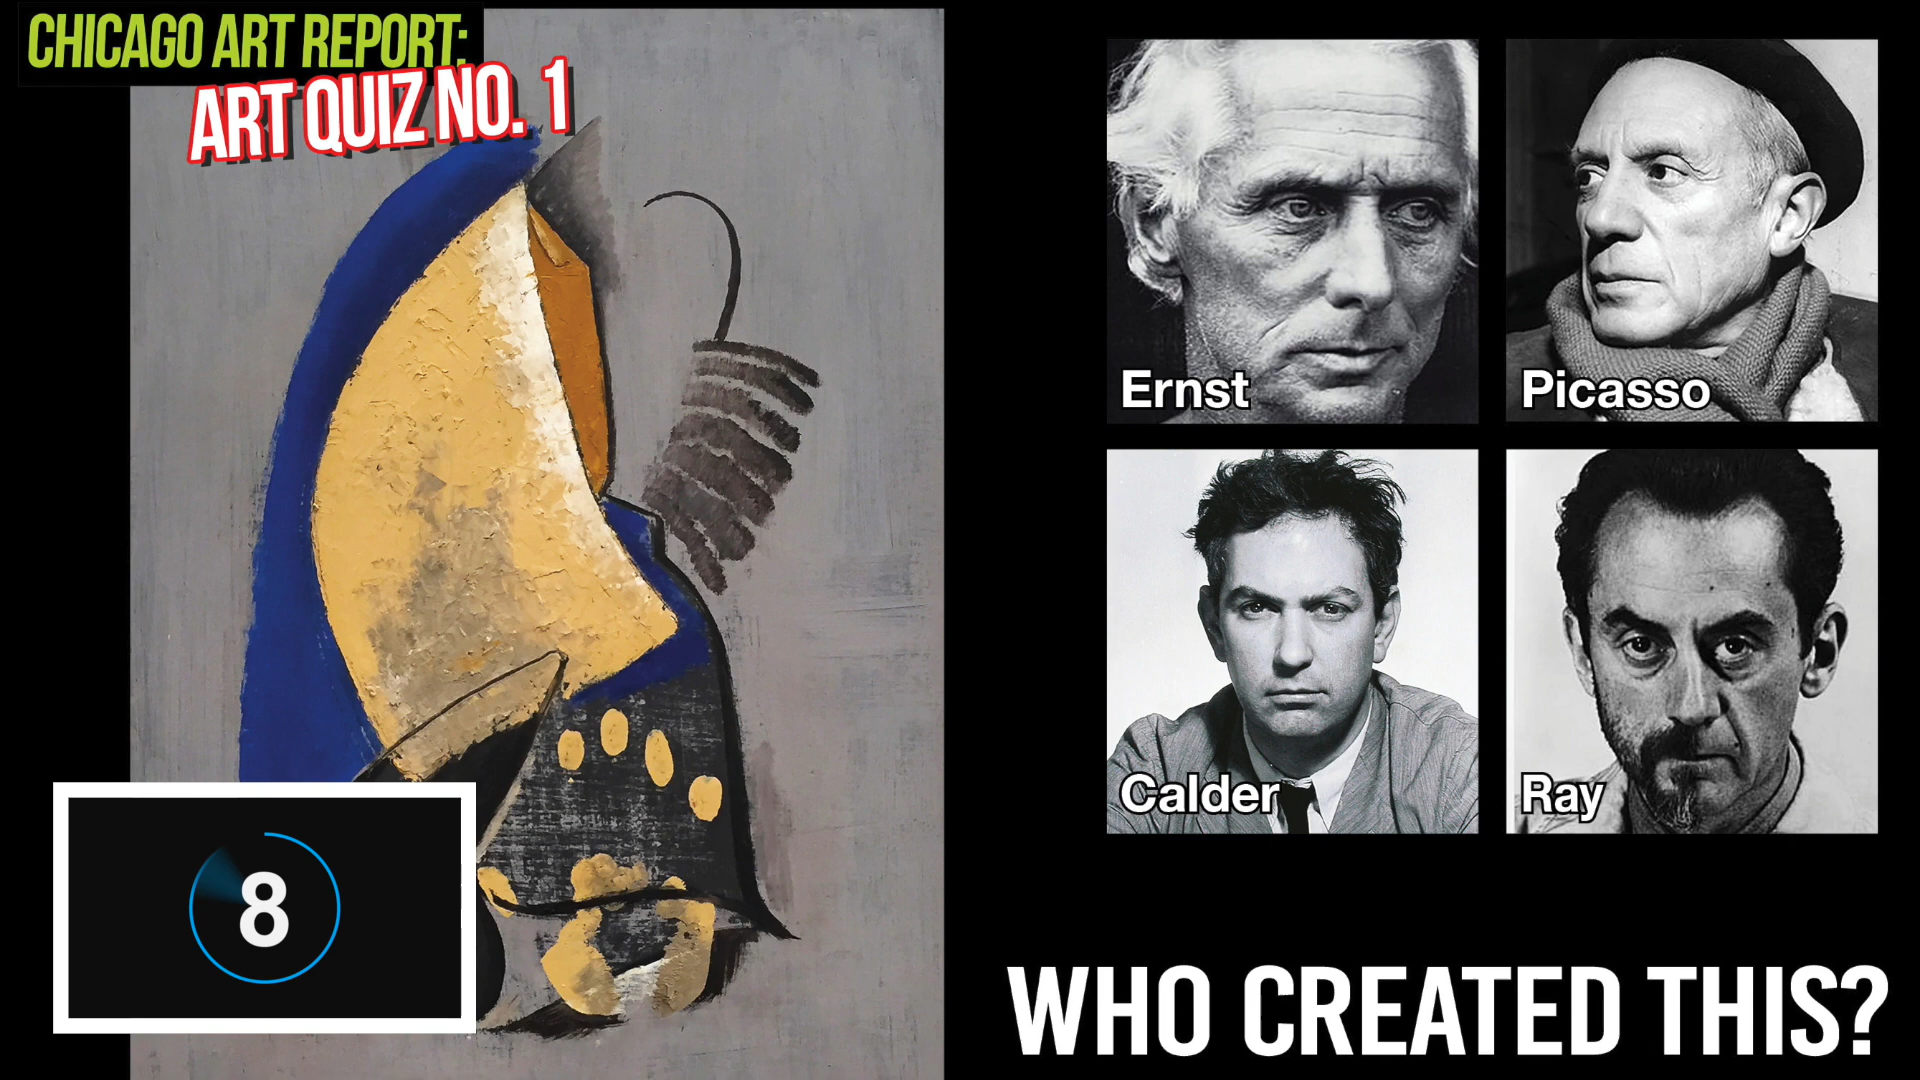 CHICAGO ART REPORT:
ART QUIZ NO. 1
Ernst
Picasso
Calder
Ray
8
WHO CREATED THIS?